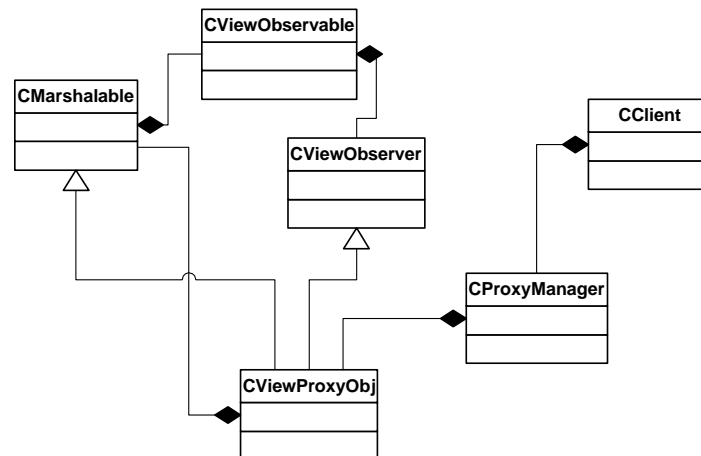 CViewObservable
CMarshalable
CClient
CViewObserver
CProxyManager
CViewProxyObj